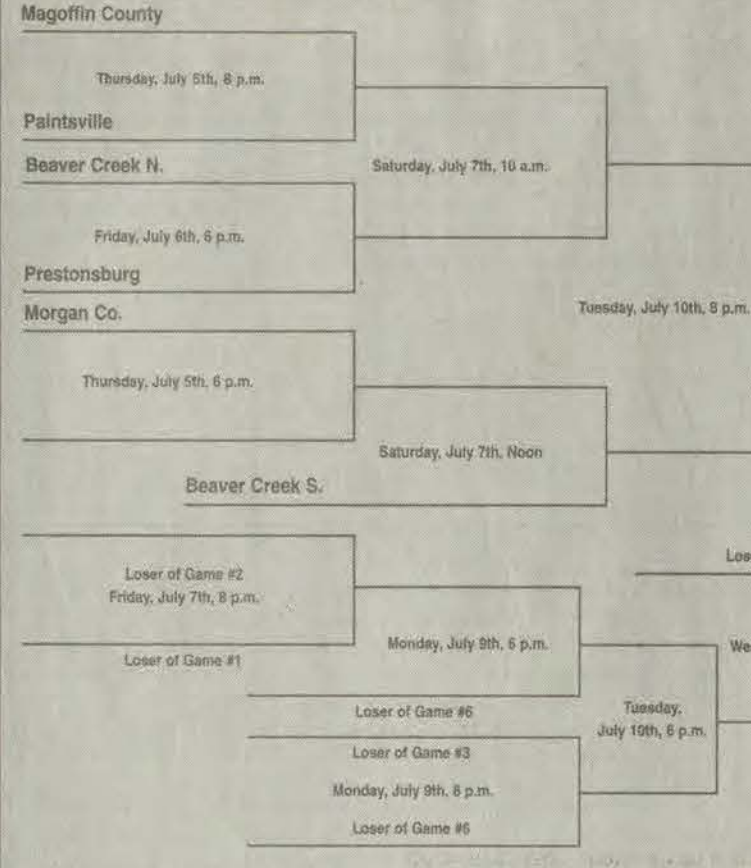 Magoffin County
Thursday, July 5th, 8 p.m.
Paintsville
Beaver Creek N.
Saturday, July 7th, 10 a.m.
Friday, July 6th, 6 p.m.
Prestonsburg
Morgan Co.
Tuesday, July 10th, 8 p.m.
Thursday, July 5th, 6 p.m.
Saturday, July 7th, Noon
Beaver Creek S.
Los
Loser of Game #2
Friday, July 7th, 8 p.m.
Monday, July 9th, 6 p.m.
We
Loser of Game #1
Loser of Game #6
Tuesday,
July 10th, 6 p.m.
Loser of Game #3
Monday, July 9th, 8 p.m.
Loser of Game #6